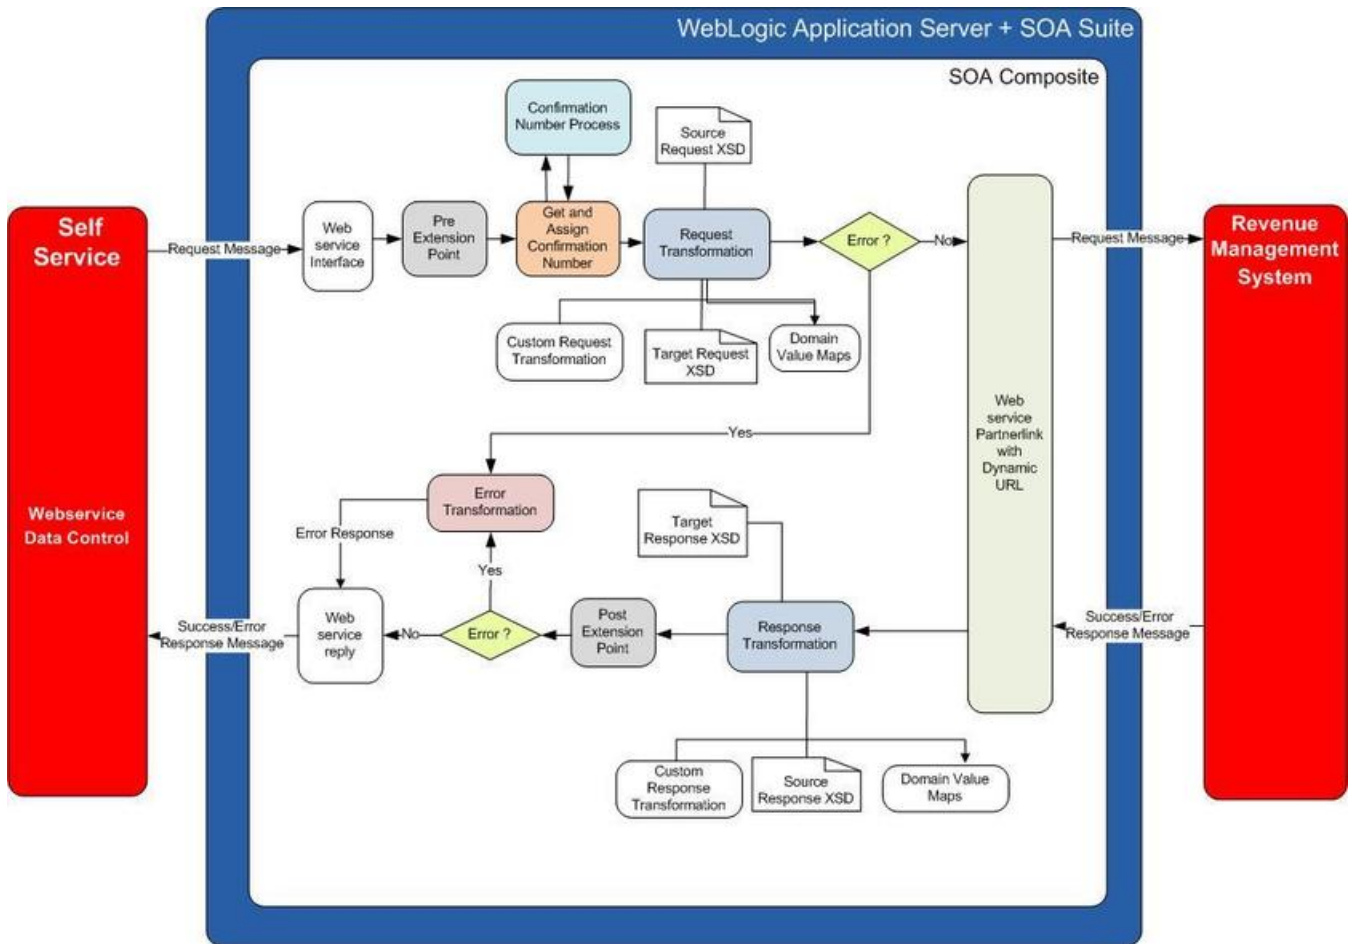 WebLogic Application Server + SOA Suite
SOA Composite
Confirmation
Number Process
Source
Request XSD
Self
Service
Request Message
Web
service
Interface
Pre
Extension
Point
Get and
Assign
Confirmation
Number
Request
Transformation
Error ?
No
Request Message
Revenue
Management
System
Custom Request
Transformation
Target Request
XSD
Domain
Value Maps
Web
service
Partnerlink
with
Dynamic
URL
Yes
Error
Transformation
Target
Response XSD
Webservice
Data Control
Error Response
Yes
Success/Error
Response Message
Web
service
reply
No
Error ?
Post
Extension
Point
Response
Transformation
Success/Error
Response Message
Custom
Response
Transformation
Source
Response XSD
Domain Value
Maps